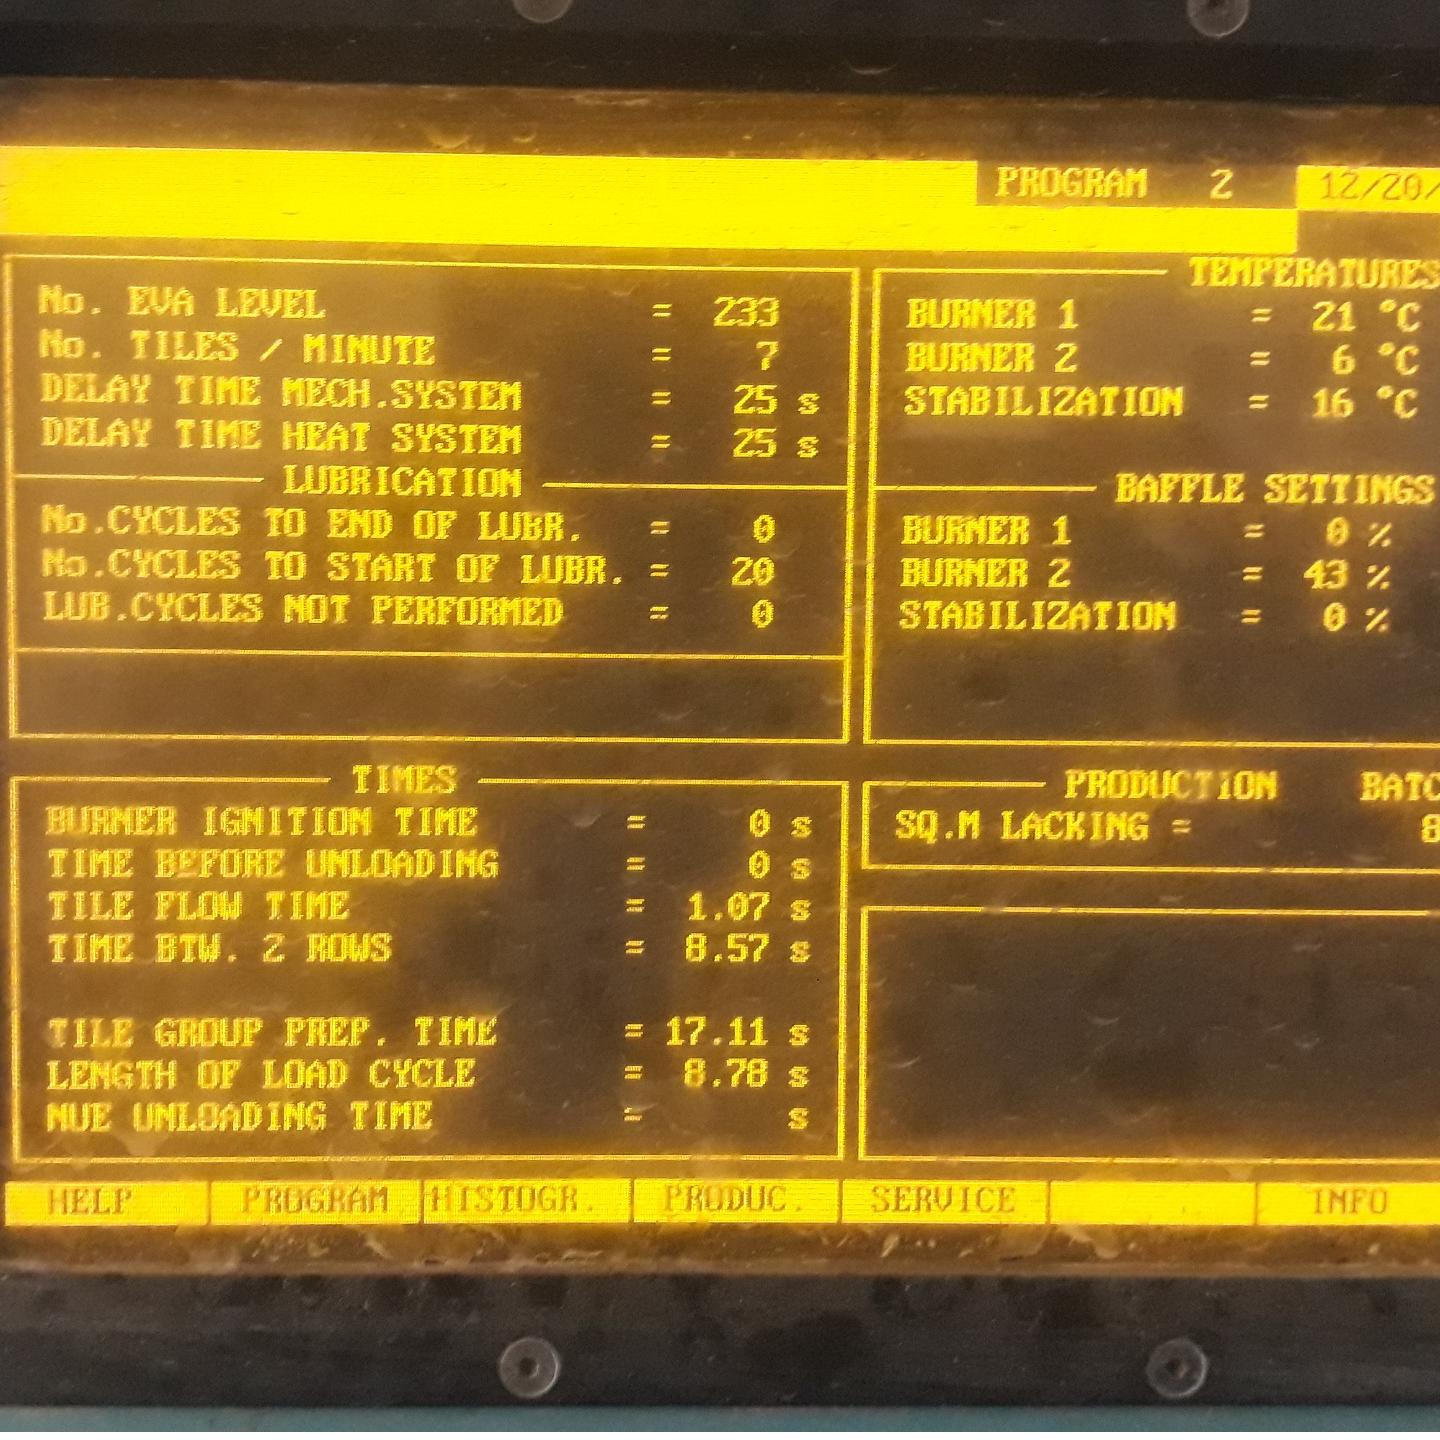 PROGRAM 2 12/20/
No. EVA LEVEL = 233
No. TILES / MINUTE = 7
DELAY TIME MECH.SYSTEM = 25 s
DELAY TIME HEAT SYSTEM = 25 s
LUBRICATION
No.CYCLES TO END OF LUBR. = 0
No.CYCLES TO START OF LUBR. = 20
LUB.CYCLES NOT PERFORMED = 0
TEMPERATURES
BURNER 1 = 21 °C
BURNER 2 = 6 °C
STABILIZATION = 16 °C
BAFFLE SETTINGS
BURNER 1 = 0 %
BURNER 2 = 43 %
STABILIZATION = 0 %
TIMES
BURNER IGNITION TIME = 0 s
TIME BEFORE UNLOADING = 0 s
TILE FLOW TIME = 1.07 s
TIME BTW. 2 ROWS = 8.57 s
TILE GROUP PREP. TIME = 17.11 s
LENGTH OF LOAD CYCLE = 8.78 s
NUE UNLOADING TIME = s
PRODUCTION BATC
SQ.M LACKING = 8
HELP PROGRAM HISTOGR. PRODUC. SERVICE INFO